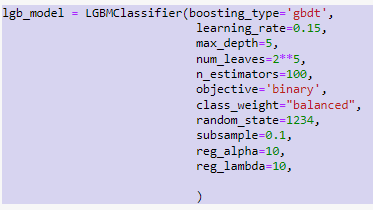 lgb_model = LGBMClassifier(boosting_type='gbdt',
learning_rate=0.15,
max_depth=5,
num_leaves=2**5,
n_estimators=100,
objective='binary',
class_weight="balanced",
random_state=1234,
subsample=0.1,
reg_alpha=10,
reg_lambda=10,
)